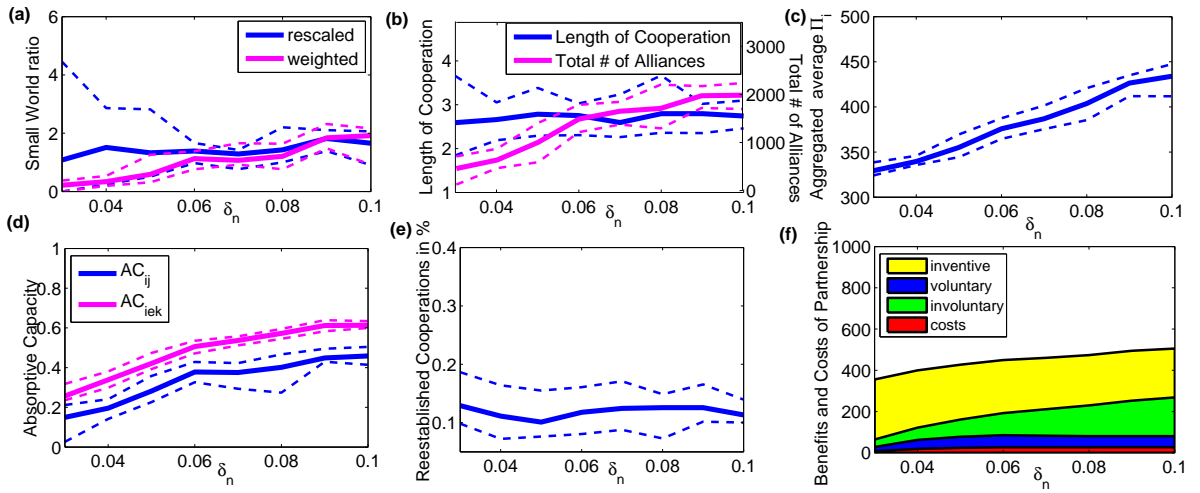 (a)
Small World ratio
6
4
2
0
rescaled
weighted
0.04
0.06
0.08
0.1
δn
(b)
Length of Cooperation
4
3
2
1
Length of Cooperation
Total # of Alliances
3000
2000
1000
0
Total # of Alliances
0.04
0.06
0.08
0.1
δn
(c)
Aggregated average Πi
500
450
400
350
300
0.04
0.06
0.08
0.1
δn
(d)
Absorptive Capacity
1
0.8
0.6
0.4
0.2
0
ACij
ACiek
0.04
0.06
0.08
0.1
δn
(e)
Reestablished Cooperations in %
0.4
0.3
0.2
0.1
0.04
0.06
0.08
0.1
δn
(f)
Benefits and Costs of Partnership
1000
800
600
400
200
0
inventive
voluntary
involuntary
costs
0.04
0.06
0.08
0.1
δn